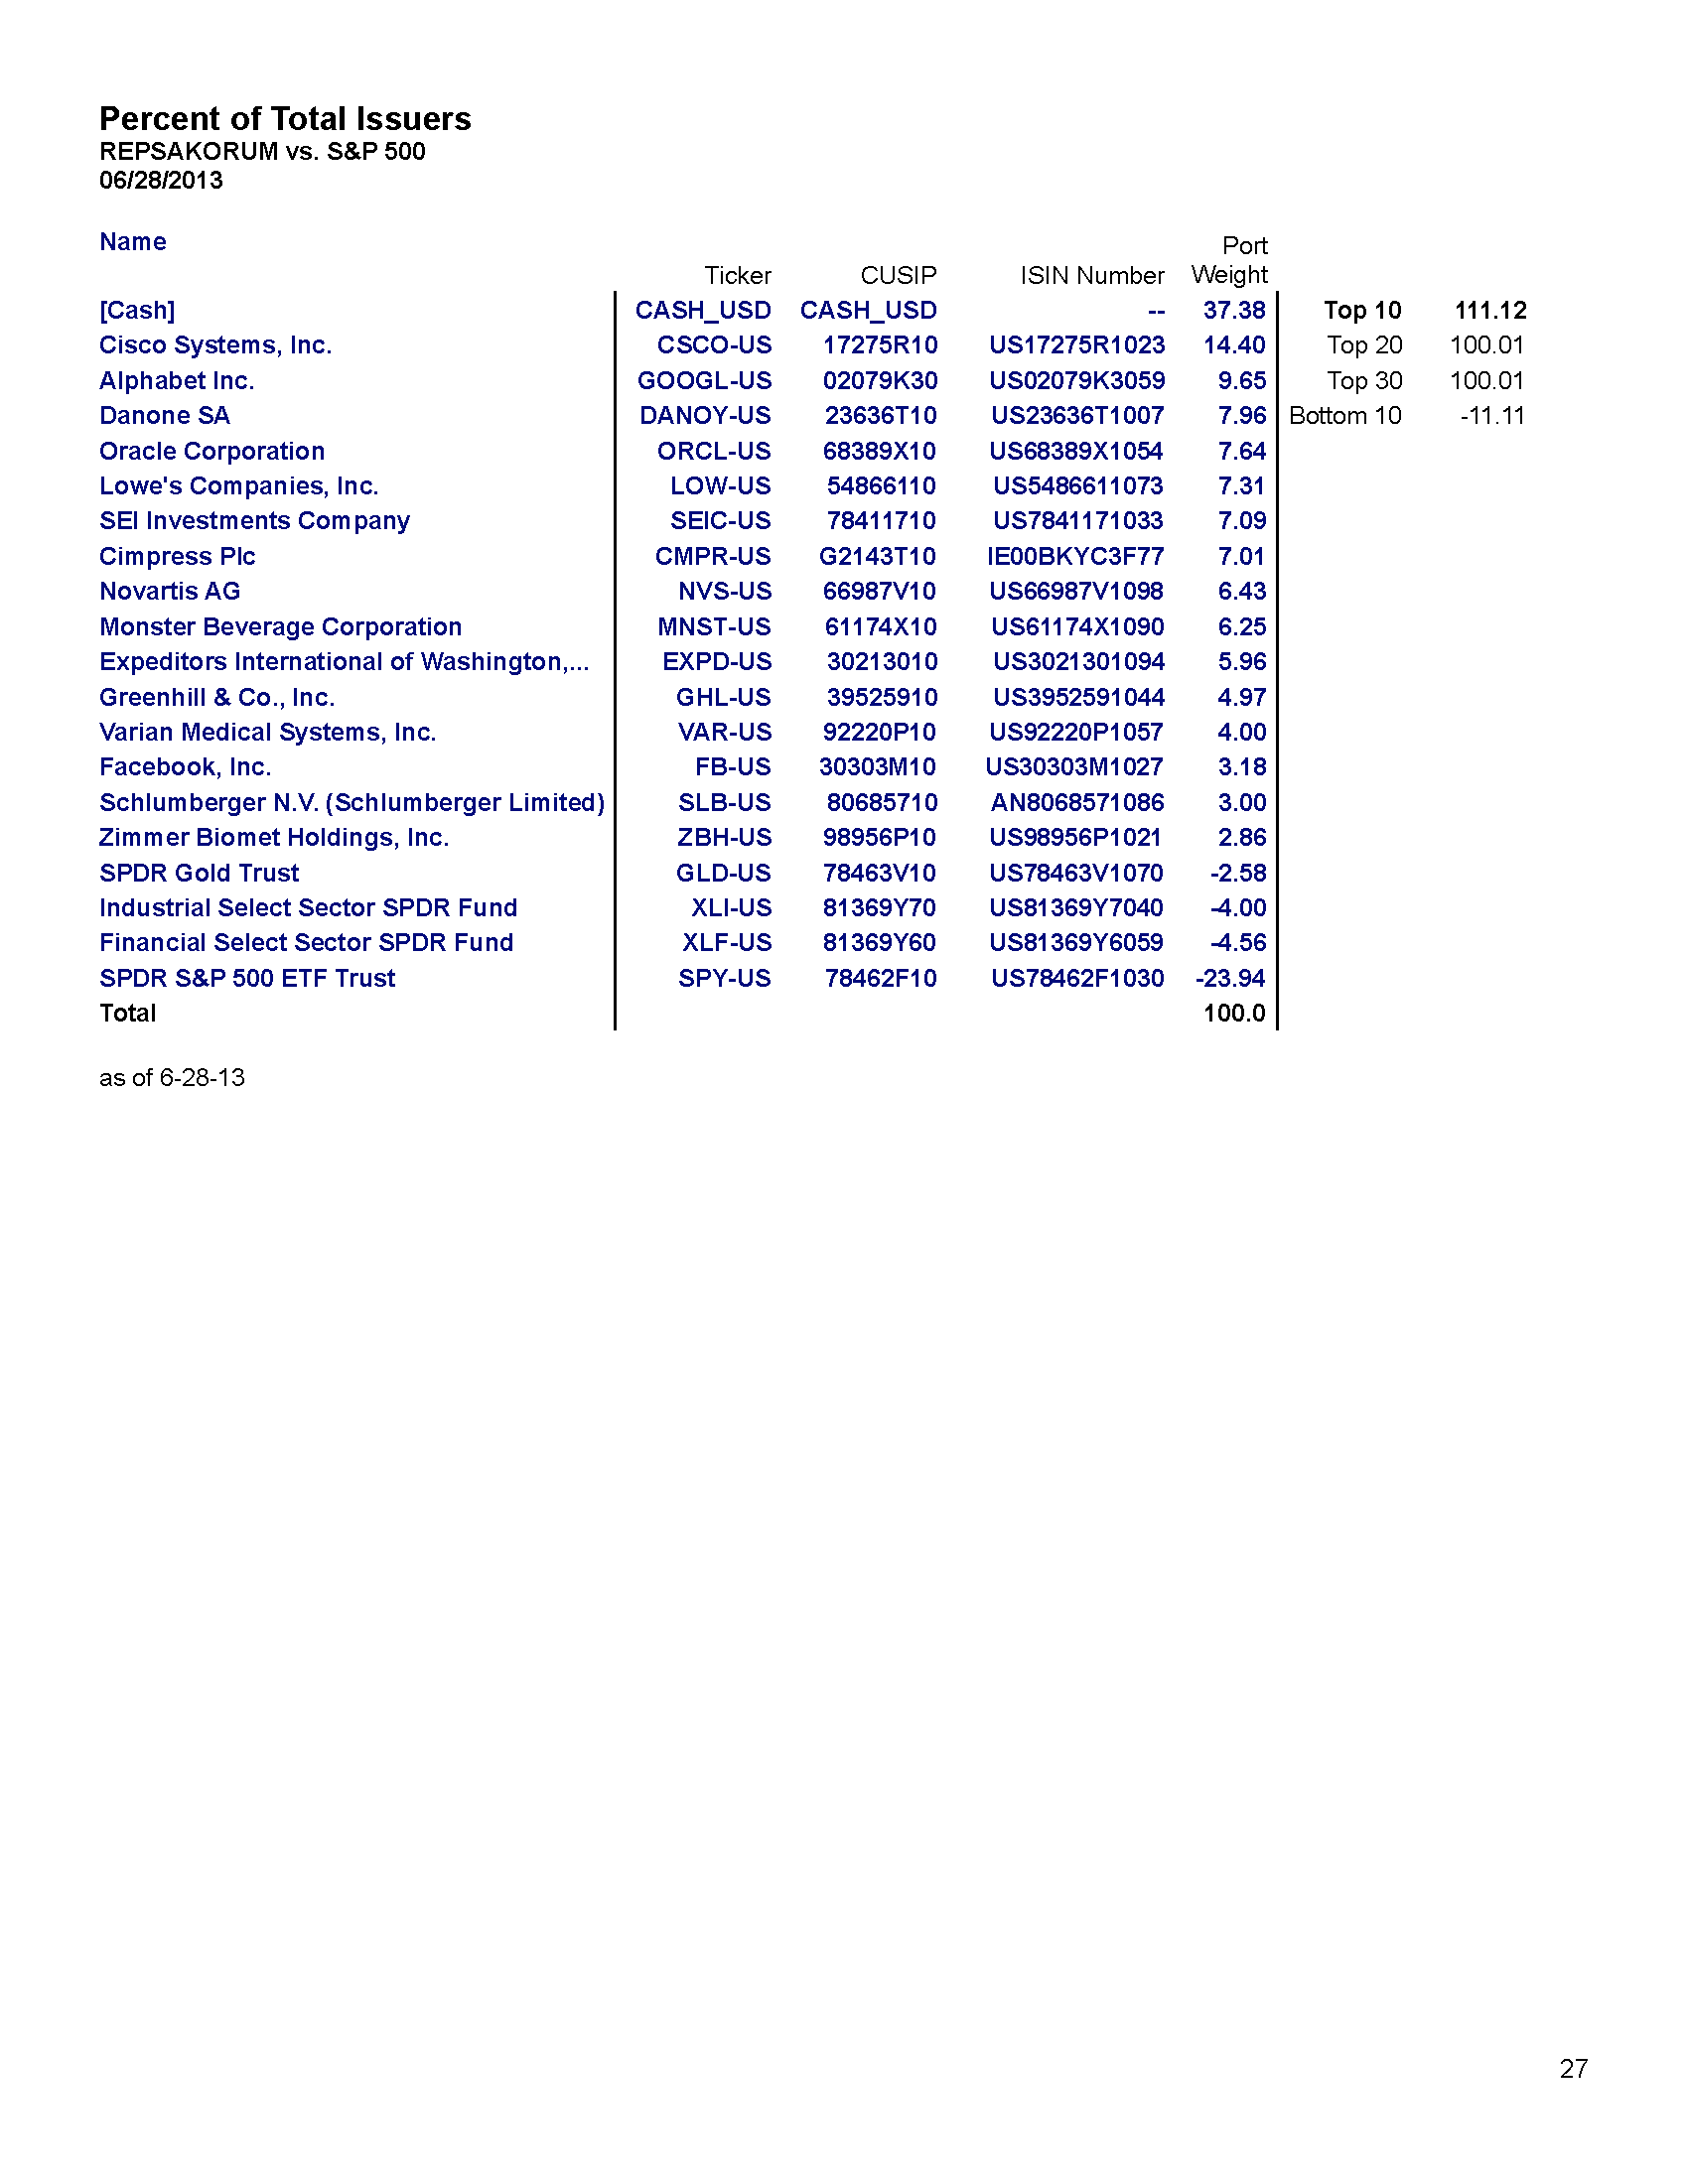 Percent of Total Issuers
REPSAKORUM vs. S&P 500
06/28/2013
Name Ticker CUSIP ISIN Number Port Weight
[Cash] CASH_USD CASH_USD -- 37.38 Top 10 111.12
Cisco Systems, Inc. CSCO-US 17275R10 US17275R1023 14.40 Top 20 100.01
Alphabet Inc. GOOGL-US 02079K30 US02079K3059 9.65 Top 30 100.01
Danone SA DANOY-US 23636T10 US23636T1007 7.96 Bottom 10 -11.11
Oracle Corporation ORCL-US 68389X10 US68389X1054 7.64
Lowe's Companies, Inc. LOW-US 54866110 US5486611073 7.31
SEI Investments Company SEIC-US 78411710 US7841171033 7.09
Cimpress Plc CMPR-US G2143T10 IE00BKYC3F77 7.01
Novartis AG NVS-US 66987V10 US66987V1098 6.43
Monster Beverage Corporation MNST-US 61174X10 US61174X1090 6.25
Expeditors International of Washington,... EXPD-US 30213010 US3021301094 5.96
Greenhill & Co., Inc. GHL-US 39525910 US3952591044 4.97
Varian Medical Systems, Inc. VAR-US 92220P10 US92220P1057 4.00
Facebook, Inc. FB-US 30303M10 US30303M1027 3.18
Schlumberger N.V. (Schlumberger Limited) SLB-US 80685710 AN8068571086 3.00
Zimmer Biomet Holdings, Inc. ZBH-US 98956P10 US98956P1021 2.86
SPDR Gold Trust GLD-US 78463V10 US78463V1070 -2.58
Industrial Select Sector SPDR Fund XLI-US 81369Y70 US81369Y7040 -4.00
Financial Select Sector SPDR Fund XLF-US 81369Y60 US81369Y6059 -4.56
SPDR S&P 500 ETF Trust SPY-US 78462F10 US78462F1030 -23.94
Total 100.0
as of 6-28-13
27